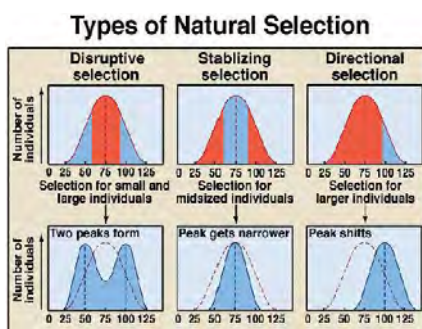 Types of Natural Selection
Disruptive selection
Stablizing selection
Directional selection
Number of individuals
0 25 50 75 100 125
0 25 50 75 100 125
0 25 50 75 100 125
Selection for small and large individuals
Selection for midsized individuals
Selection for larger individuals
Number of individuals
Two peaks form
Peak gets narrower
Peak shifts
0 25 50 75 100 125
0 25 50 75 100 125
0 25 50 75 100 125